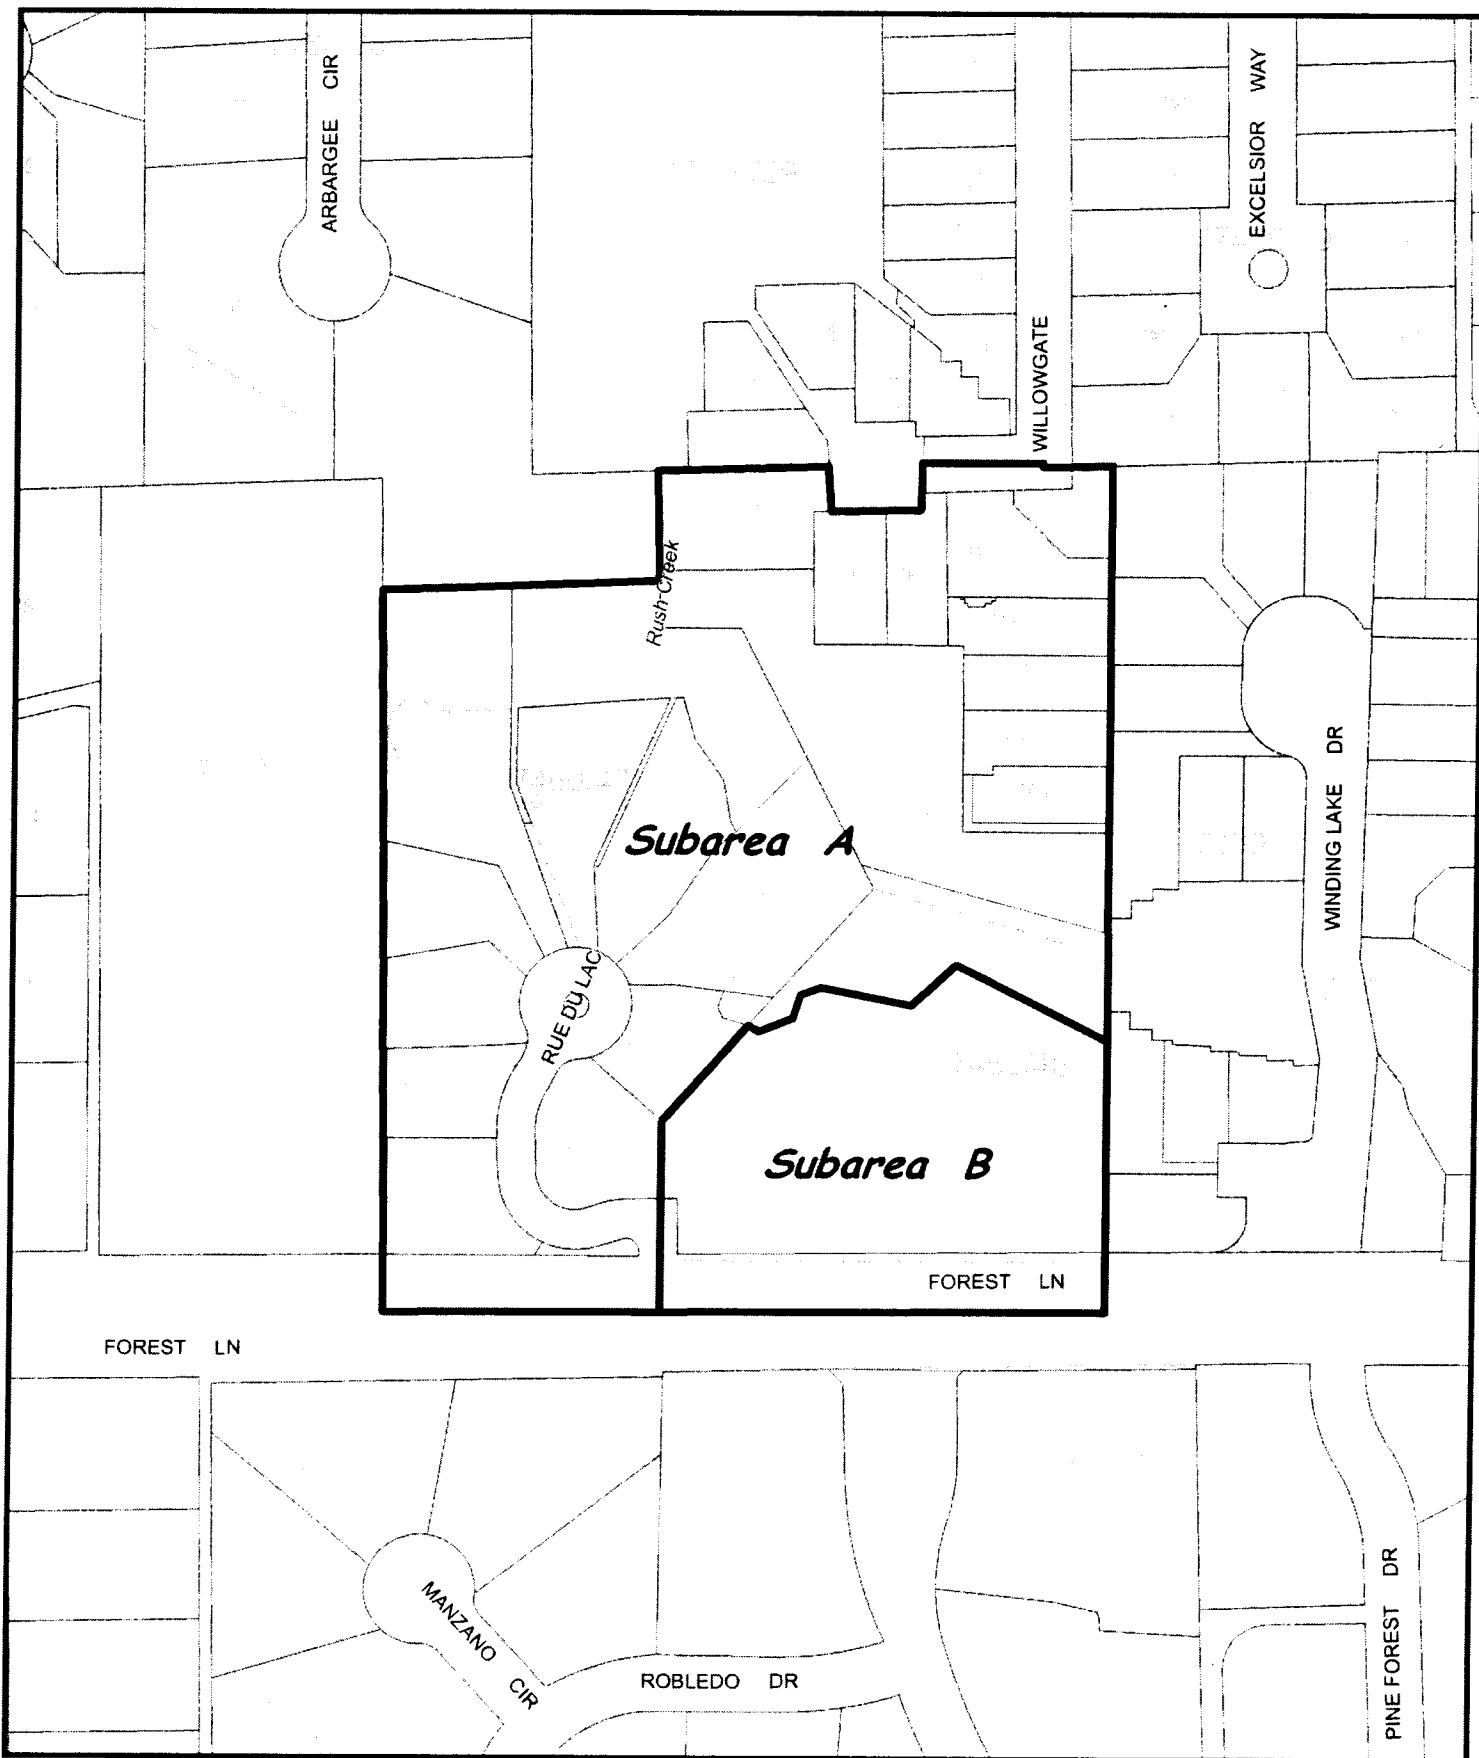 ARBARGEE CIR
EXCELSIOR WAY
WILLOWGATE
Rush Creek
WINDING LAKE DR
Subarea A
RUE DU LAC
Subarea B
FOREST LN
FOREST LN
MANZANO CIR
ROBLEDO DR
PINE FOREST DR